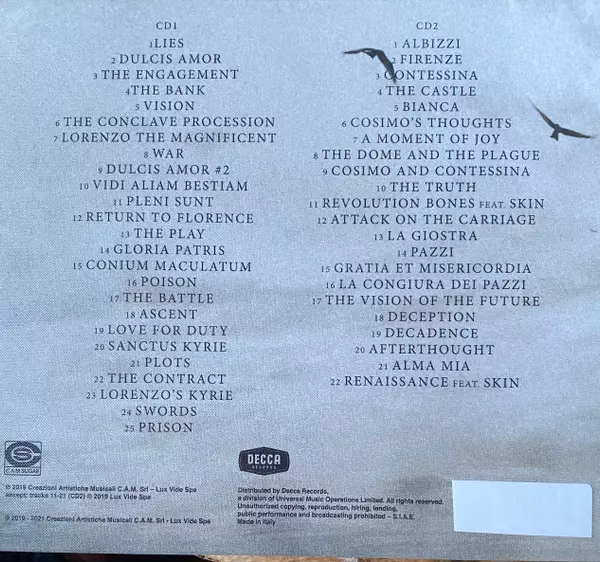 CD1
1 LIES
2 DULCIS AMOR
3 THE ENGAGEMENT
4 THE BANK
5 VISION
6 THE CONCLAVE PROCESSION
7 LORENZO THE MAGNIFICENT
8 WAR
9 DULCIS AMOR #2
10 VIDI ALIAM BESTIAM
11 PLENI SUNT
12 RETURN TO FLORENCE
13 THE PLAY
14 GLORIA PATRIS
15 CONIUM MACULATUM
16 POISON
17 THE BATTLE
18 ASCENT
19 LOVE FOR DUTY
20 SANCTUS KYRIE
21 PLOTS
22 THE CONTRACT
23 LORENZO'S KYRIE
24 SWORDS
25 PRISON
CD2
1 ALBIZZI
2 FIRENZE
3 CONTESSINA
4 THE CASTLE
5 BIANCA
6 COSIMO'S THOUGHTS
7 A MOMENT OF JOY
8 THE DOME AND THE PLAGUE
9 COSIMO AND CONTESSINA
10 THE TRUTH
11 REVOLUTION BONES FEAT. SKIN
12 ATTACK ON THE CARRIAGE
13 LA GIOSTRA
14 PAZZI
15 GRATIA ET MISERICORDIA
16 LA CONGIURA DEI PAZZI
17 THE VISION OF THE FUTURE
18 DECEPTION
19 DECADENCE
20 AFTERTHOUGHT
21 ALMA MIA
22 RENAISSANCE FEAT. SKIN
C.A.M. SUGAR
℗ 2019 Creazioni Artistiche Musicali C.A.M. Srl - Lux Vide Spa
except: tracks 11-21 (CD2) ℗ 2019 Lux Vide Spa
℗ 2019 - 2021 Creazioni Artistiche Musicali C.A.M. Srl - Lux Vide Spa
DECCA
RECORDS
Distributed by Decca Records,
a division of Universal Music Operations Limited. All rights reserved.
Unauthorized copying, reproduction, hiring, lending,
public performance and broadcasting prohibited – S.I.A.E.
Made in Italy